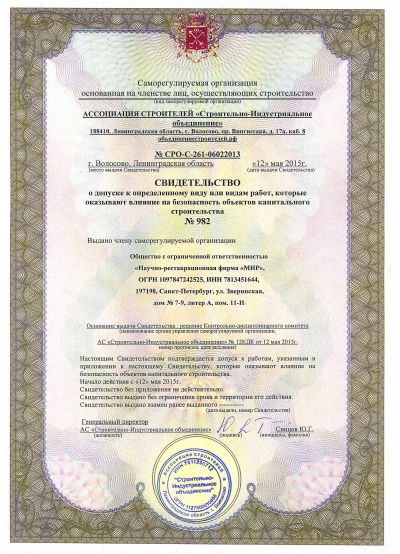 Саморегулируемая организация
основанная на членстве лиц, осуществляющих строительство
(вид саморегулируемой организации)
АССОЦИАЦИЯ СТРОИТЕЛЕЙ «Строительно-Индустриальное
объединение»
188410, Ленинградская область, г. Волосово, пр. Вингиссара, д. 17а, каб. 8
объединениестроителей.рф
№ СРО-С-261-06022013
г. Волосово, Ленинградская область «12» мая 2015г.
(место выдачи Свидетельства) (дата выдачи Свидетельства)
СВИДЕТЕЛЬСТВО
о допуске к определенному виду или видам работ, которые
оказывают влияние на безопасность объектов капитального
строительства
№ 982
Выдано члену саморегулируемой организации
Общество с ограниченной ответственностью
«Научно-реставрационная фирма «МИР»,
ОГРН 1097847242525, ИНН 7813451644,
197198, Санкт-Петербург, ул. Зверинская,
дом № 7-9, литер А, пом. 11-Н.
Основание выдачи Свидетельства : решение Контрольно-дисциплинарного комитета
(наименование органа управления саморегулируемой организации,
АС «Строительно-Индустриальное объединение» № 12КДК от 12 мая 2015г.
номер протокола, дата заседания)
Настоящим Свидетельством подтверждается допуск к работам, указанным в
приложении к настоящему Свидетельству, которые оказывают влияние на
безопасность объектов капитального строительства.
Начало действия с «12» мая 2015г.
Свидетельство без приложения не действительно.
Свидетельство выдано без ограничения срока и территории его действия.
Свидетельство выдано взамен ранее выданного
(дата выдачи, номер Свидетельства)
Генеральный директор
АС «Строительно-Индустриальное объединение» Синцов Ю.Г.
(должность) (подпись) (инициалы, фамилия)
Ассоциация строителей
"Строительно-
Индустриальное
объединение"